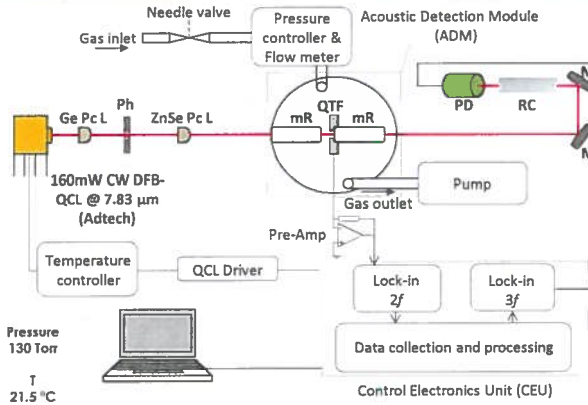 Needle valve
Gas inlet
Pressure
controller &
Flow meter
Acoustic Detection Module
(ADM)
Ge Pc L
Ph
ZnSe Pc L
mR
QTF
mR
PD
RC
M
M
160mW CW DFB-
QCL @ 7.83 µm
(Adtech)
Gas outlet
Pump
Pre-Amp
Temperature
controller
QCL Driver
Lock-in
2f
Lock-in
3f
Data collection and processing
Pressure
130 Torr
T
21.5 °C
Control Electronics Unit (CEU)